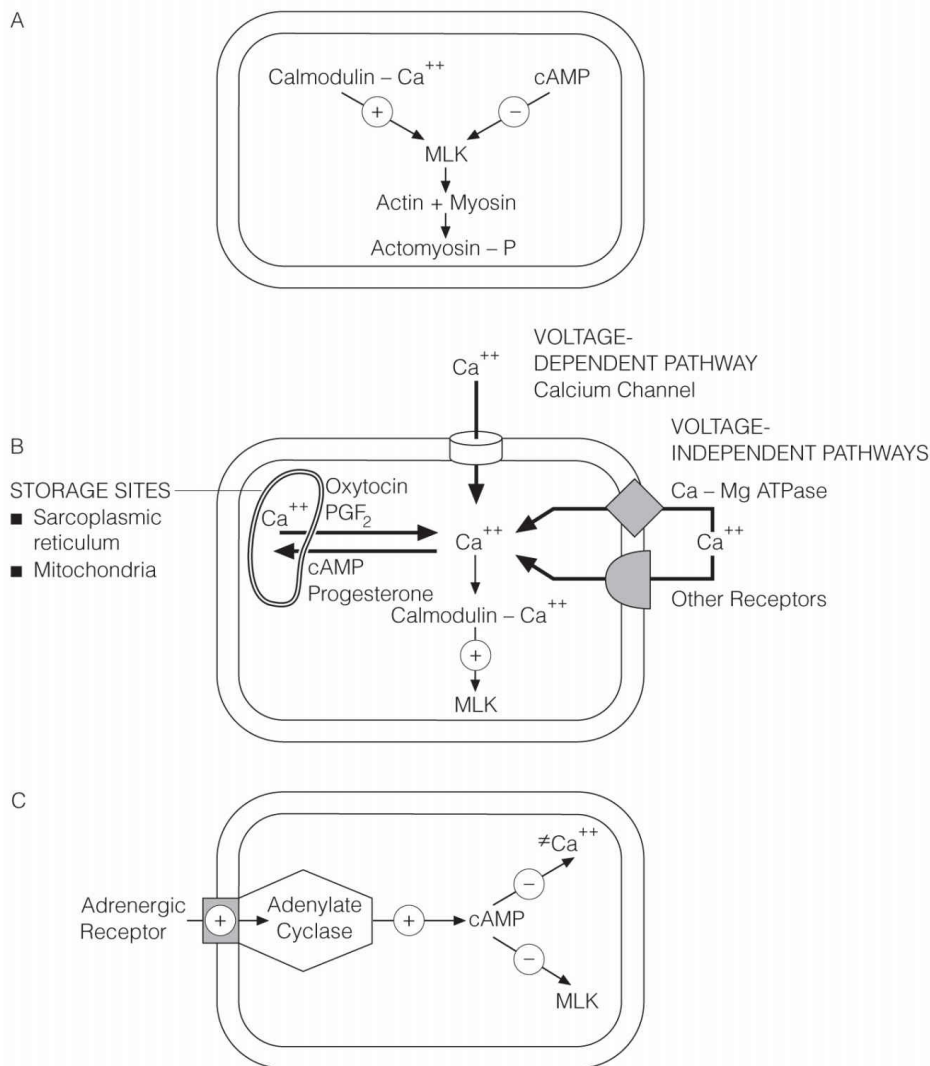 A
Calmodulin – Ca++
cAMP
+
–
MLK
Actin + Myosin
Actomyosin – P
B
VOLTAGE-
DEPENDENT PATHWAY
Calcium Channel
Ca++
VOLTAGE-
INDEPENDENT PATHWAYS
Ca – Mg ATPase
Ca++
Other Receptors
STORAGE SITES
■ Sarcoplasmic
reticulum
■ Mitochondria
Oxytocin
PGF2
Ca++
cAMP
Progesterone
Ca++
Calmodulin – Ca++
+
MLK
C
Adrenergic
Receptor
+
Adenylate
Cyclase
+
cAMP
–
≠Ca++
–
MLK